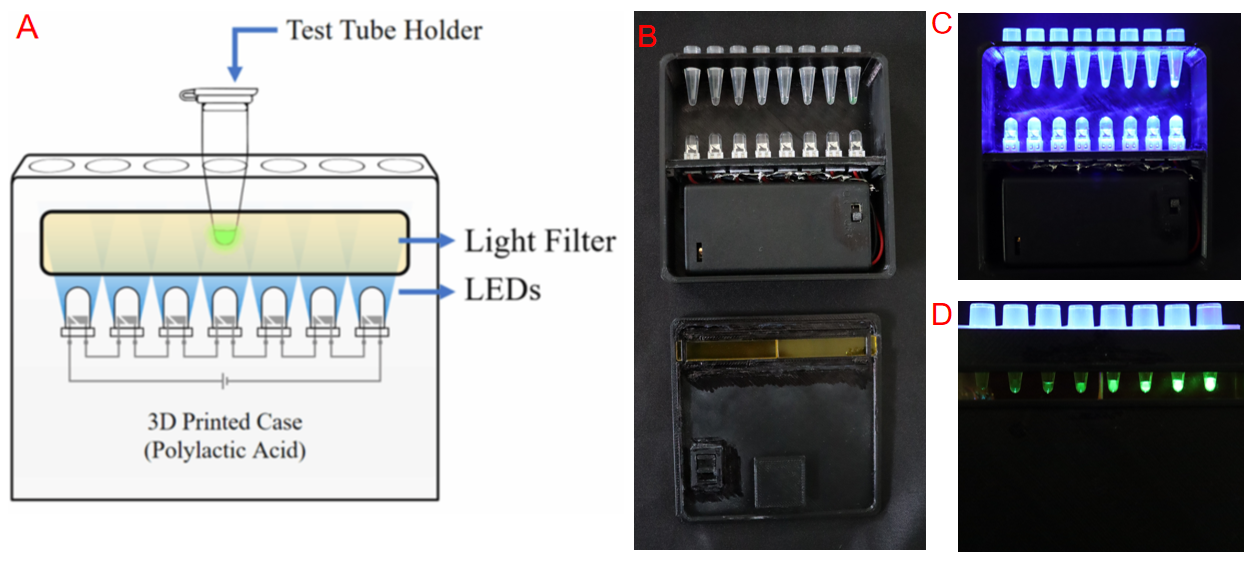 A
Test Tube Holder
Light Filter
LEDs
3D Printed Case
(Polylactic Acid)
B
C
D